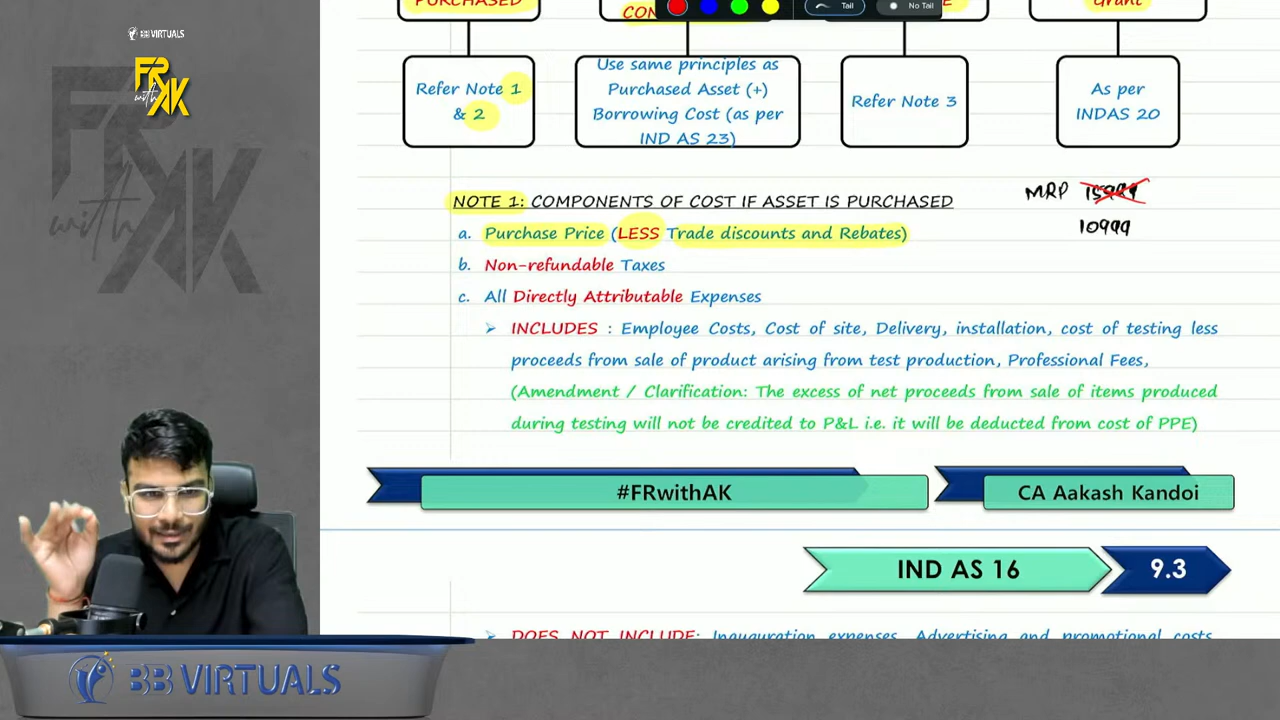 BB VIRTUALS
FR
with
AK
FR
with
AK
PURCHASED
CON
Tail
No Tail
E
Grant
Refer Note 1
& 2
Use same principles as
Purchased Asset (+)
Borrowing Cost (as per
IND AS 23)
Refer Note 3
As per
INDAS 20
NOTE 1: COMPONENTS OF COST IF ASSET IS PURCHASED
MRP 15999
10999
a. Purchase Price (LESS Trade discounts and Rebates)
b. Non-refundable Taxes
c. All Directly Attributable Expenses
➢ INCLUDES : Employee Costs, Cost of site, Delivery, installation, cost of testing less
proceeds from sale of product arising from test production, Professional Fees,
(Amendment / Clarification: The excess of net proceeds from sale of items produced
during testing will not be credited to P&L i.e. it will be deducted from cost of PPE)
#FRwithAK
CA Aakash Kandoi
IND AS 16
9.3
➢ DOES NOT INCLUDE: Inauguration expenses, Advertising and promotional costs,
BB VIRTUALS